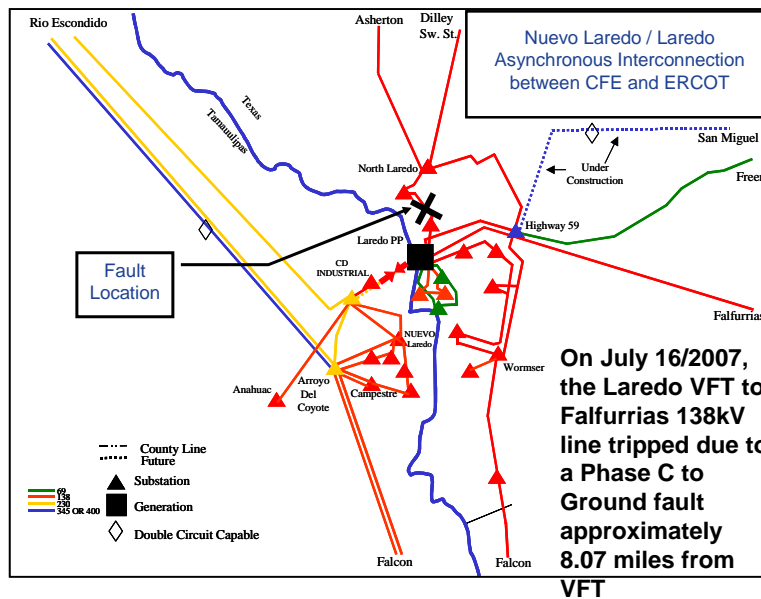 Rio Escondido
Asherton
Dilley
Sw. St.
Nuevo Laredo / Laredo
Asynchronous Interconnection
between CFE and ERCOT
Texas
Tamaulipas
San Miguel
Under
Construction
Freer
North Laredo
Highway 59
Laredo PP
Fault
Location
CD
INDUSTRIAL
Falfurrias
NUEVO
Laredo
Wormser
Anahuac
Arroyo
Del
Coyote
Campestre
On July 16/2007,
the Laredo VFT to
Falfurrias 138kV
line tripped due to
a Phase C to
Ground fault
approximately
8.07 miles from
VFT
County Line
Future
Substation
69
138
230
345 OR 400
Generation
Double Circuit Capable
Falcon
Falcon